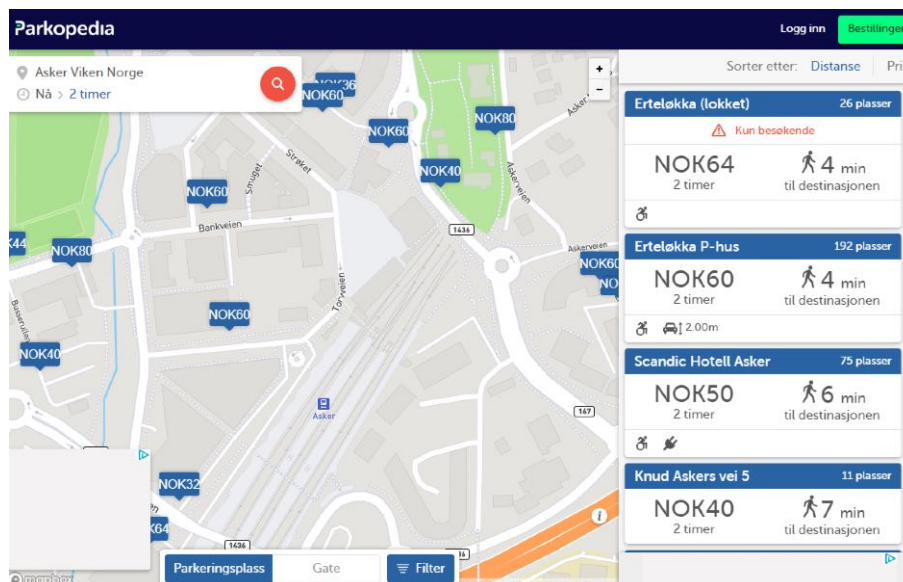 Parkopedia
Logg inn
Bestillinger
Asker Viken Norge
Nå > 2 timer
Sorter etter: Distanse
Erteløkka (lokket) 26 plasser
Kun besøkende
NOK64 4 min
2 timer til destinasjonen
Erteløkka P-hus 192 plasser
NOK60 4 min
2 timer til destinasjonen
2.00m
Scandic Hotell Asker 75 plasser
NOK50 6 min
2 timer til destinasjonen
Knud Askers vei 5 11 plasser
NOK40 7 min
2 timer til destinasjonen
NOK60
NOK60
NOK80
NOK40
NOK60
NOK80
NOK60
NOK60
NOK40
NOK32
Strøket
Smuget
Bankveien
Torvveien
Askerveien
Askerveien
1436
Asker
167
1436
Parkeringsplass
Gate
Filter
mapbox